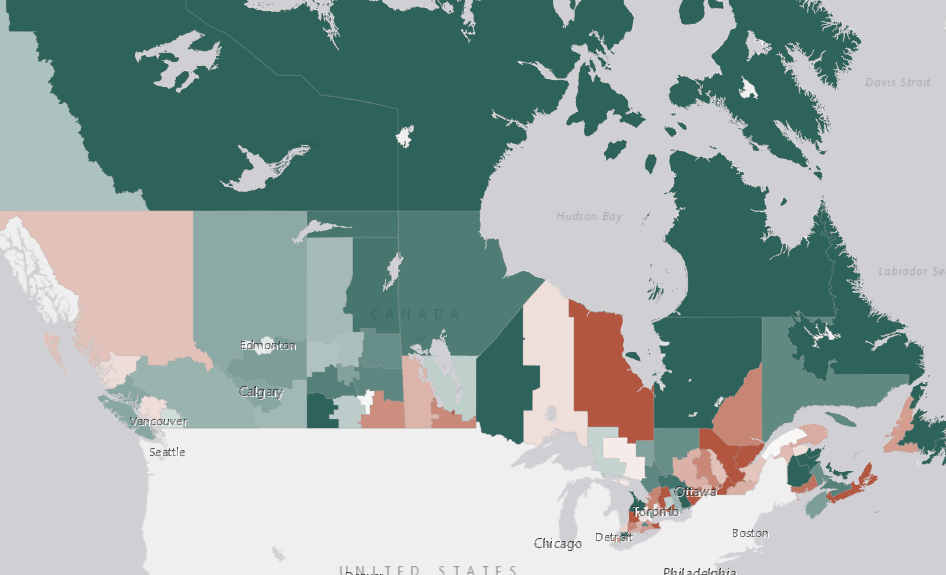 Davis Strait
Hudson Bay
Labrador Se
CANADA
Edmonton
Calgary
Vancouver
Seattle
Ottawa
Toronto
Detroit
Boston
Chicago
UNITED STATES
Denver
Philadelphia